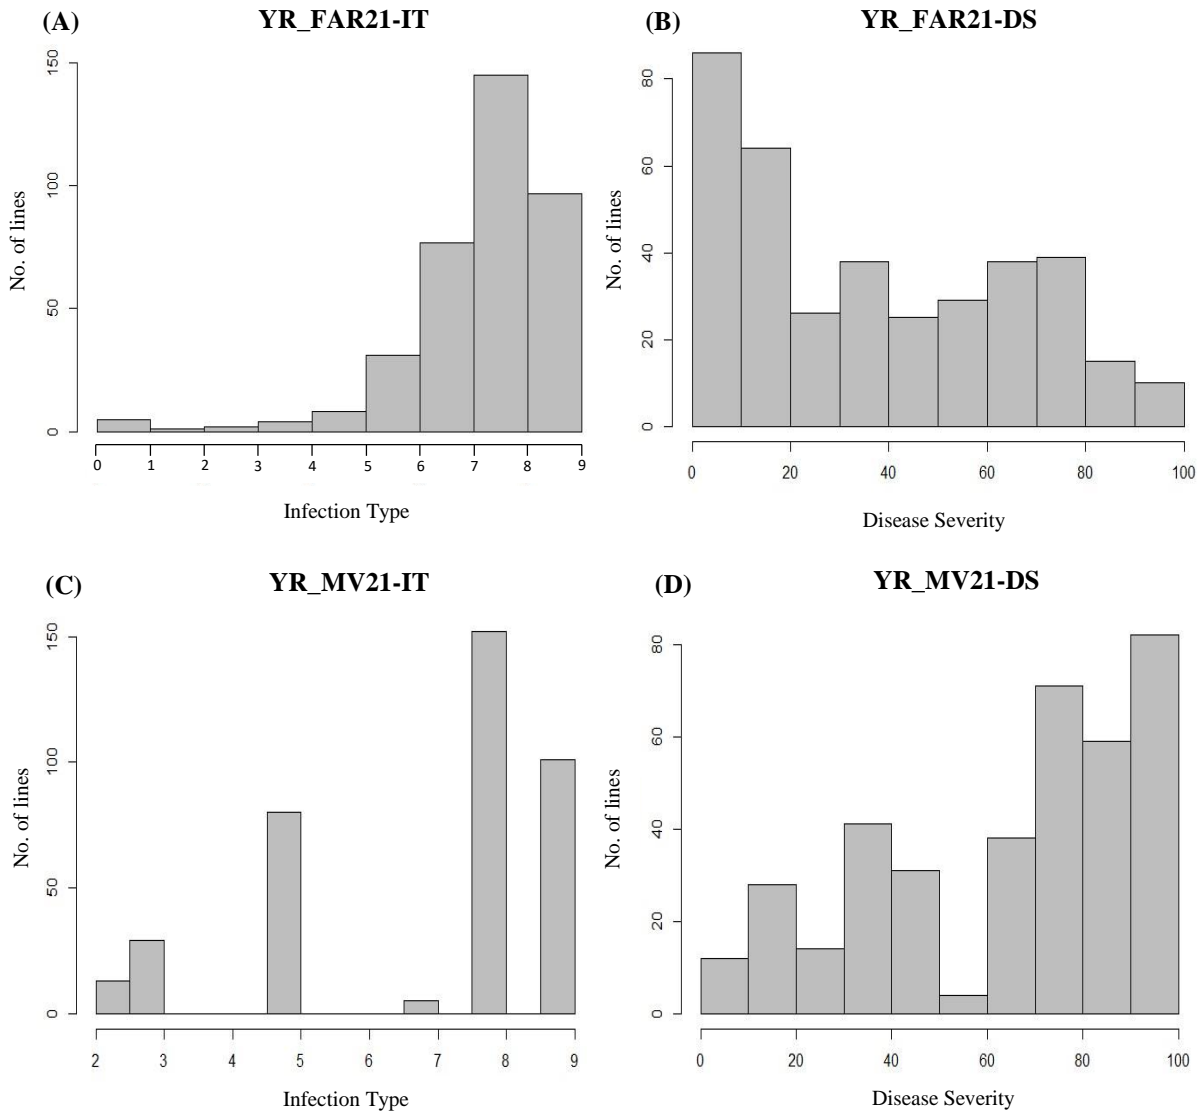 (A) YR_FAR21-IT
No. of lines
150
100
50
0
0 1 2 3 4 5 6 7 8 9
Infection Type
(B) YR_FAR21-DS
No. of lines
80
60
40
20
0
0 20 40 60 80 100
Disease Severity
(C) YR_MV21-IT
No. of lines
150
100
50
0
2 3 4 5 6 7 8 9
Infection Type
(D) YR_MV21-DS
No. of lines
80
60
40
20
0
0 20 40 60 80 100
Disease Severity